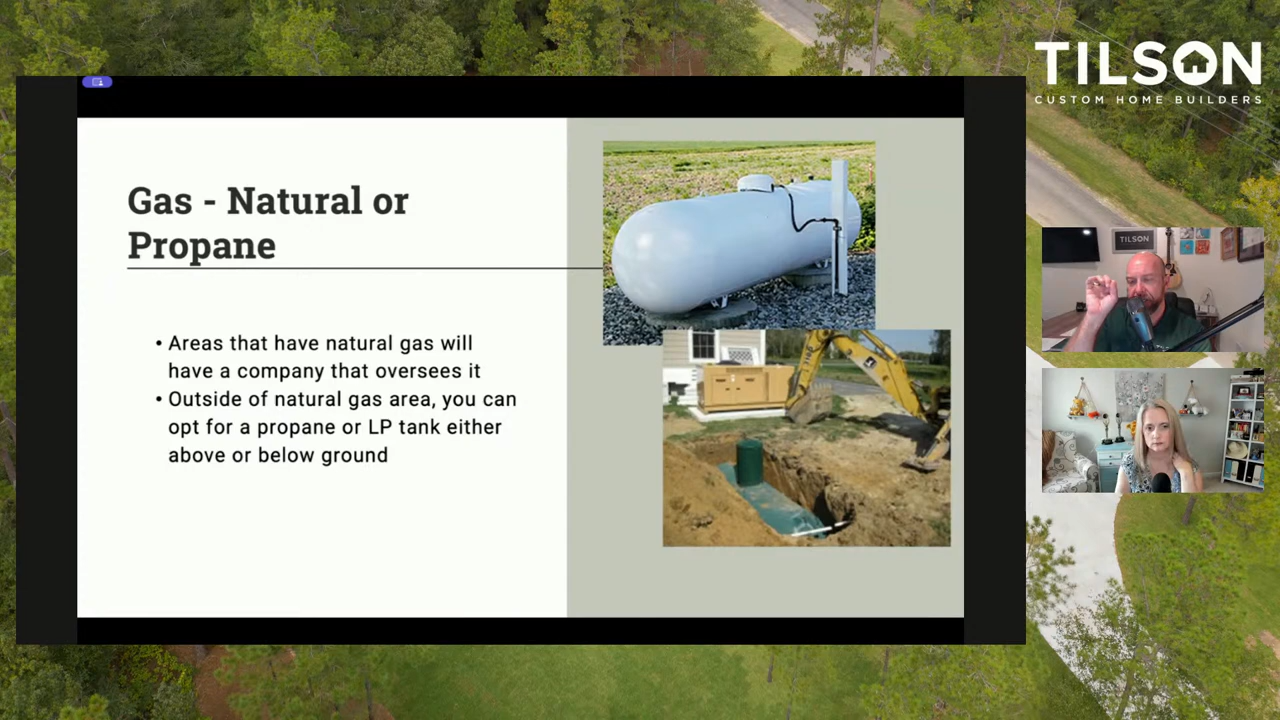 TILSON
CUSTOM HOME BUILDERS
Gas - Natural or
Propane
• Areas that have natural gas will
have a company that oversees it
• Outside of natural gas area, you can
opt for a propane or LP tank either
above or below ground
TILSON